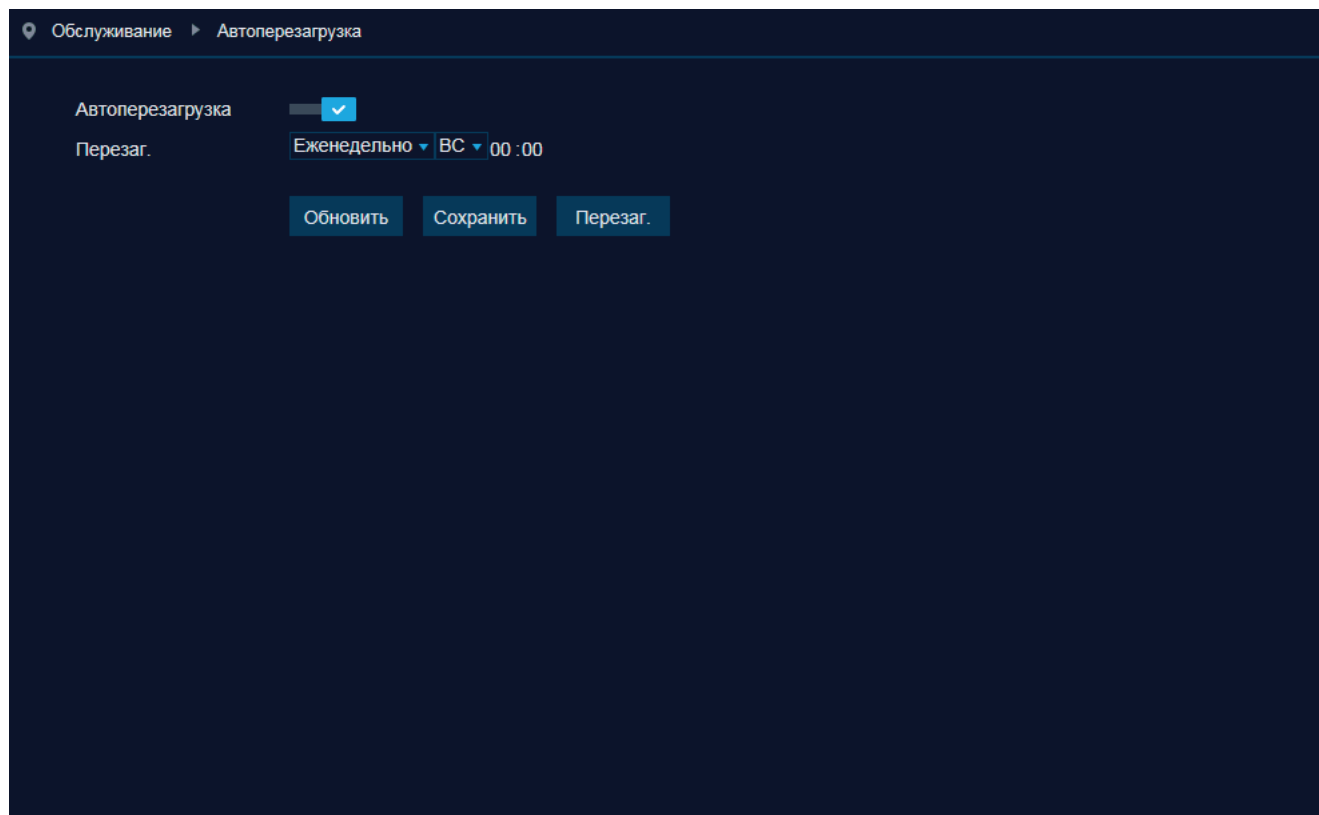 Обслуживание Автоперезагрузка
Автоперезагрузка
Перезаг. Еженедельно ВС 00 :00
Обновить Сохранить Перезаг.